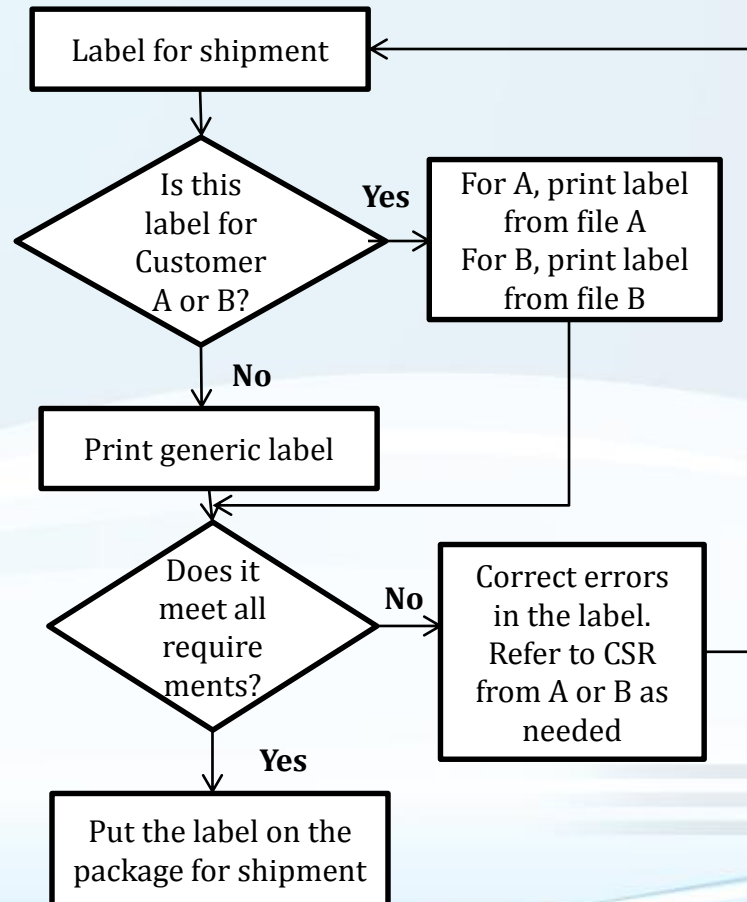 Label for shipment
Is this
label for
Customer
A or B?
Yes
For A, print label
from file A
For B, print label
from file B
No
Print generic label
Does it
meet all
require
ments?
No
Correct errors
in the label.
Refer to CSR
from A or B as
needed
Yes
Put the label on the
package for shipment